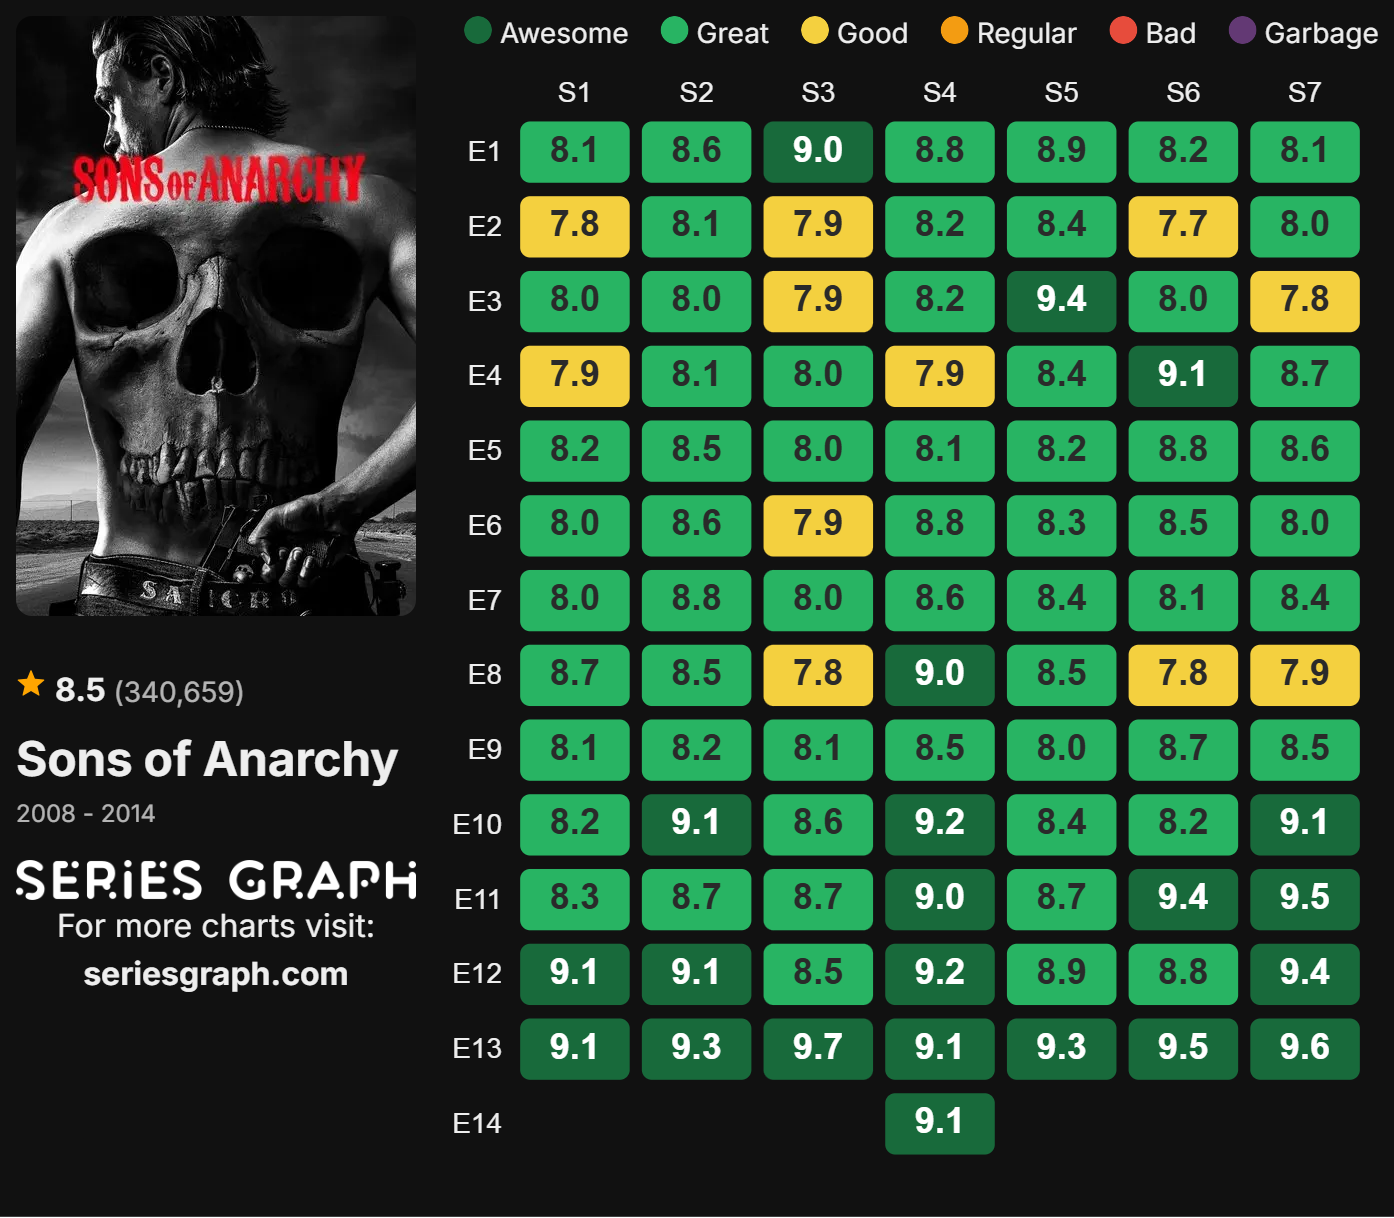 Awesome Great Good Regular Bad Garbage
S1 S2 S3 S4 S5 S6 S7
E1 8.1 8.6 9.0 8.8 8.9 8.2 8.1
E2 7.8 8.1 7.9 8.2 8.4 7.7 8.0
E3 8.0 8.0 7.9 8.2 9.4 8.0 7.8
E4 7.9 8.1 8.0 7.9 8.4 9.1 8.7
E5 8.2 8.5 8.0 8.1 8.2 8.8 8.6
E6 8.0 8.6 7.9 8.8 8.3 8.5 8.0
E7 8.0 8.8 8.0 8.6 8.4 8.1 8.4
E8 8.7 8.5 7.8 9.0 8.5 7.8 7.9
E9 8.1 8.2 8.1 8.5 8.0 8.7 8.5
E10 8.2 9.1 8.6 9.2 8.4 8.2 9.1
E11 8.3 8.7 8.7 9.0 8.7 9.4 9.5
E12 9.1 9.1 8.5 9.2 8.9 8.8 9.4
E13 9.1 9.3 9.7 9.1 9.3 9.5 9.6
E14 9.1
SONS OF ANARCHY
8.5 (340,659)
Sons of Anarchy
2008 - 2014
SERIES GRAPH
For more charts visit:
seriesgraph.com